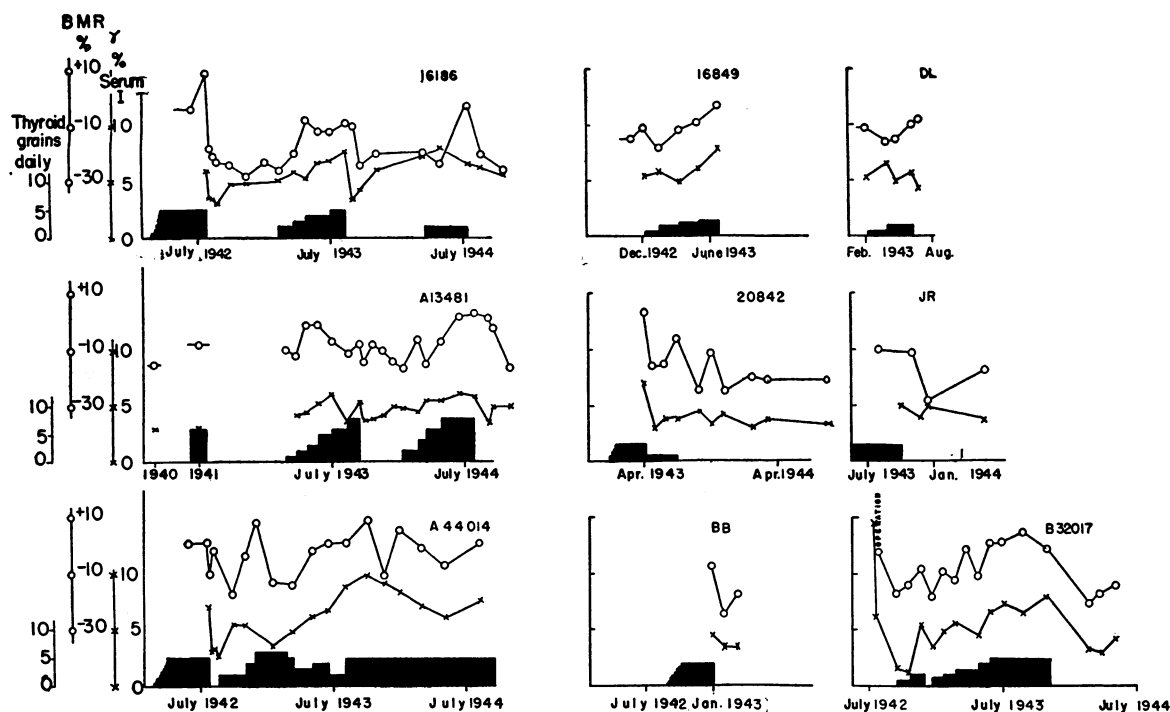 BMR γ
% %
Serum
I
Thyroid
grains
daily
+10
-10
-30
10
5
0
10
5
0
16186
July 1942 July 1943 July 1944
16849
Dec. 1942 June 1943
DL
Feb. 1943 Aug.
+10
-10
-30
10
5
0
10
5
0
A13481
1940 1941 July 1943 July 1944
20842
Apr. 1943 Apr. 1944
JR
July 1943 Jan. 1944
+10
-10
-30
10
5
0
10
5
A 44014
July 1942 July 1943 July 1944
BB
July 1942 Jan. 1943
OPERATION
B32017
July 1942 July 1943 July 1944